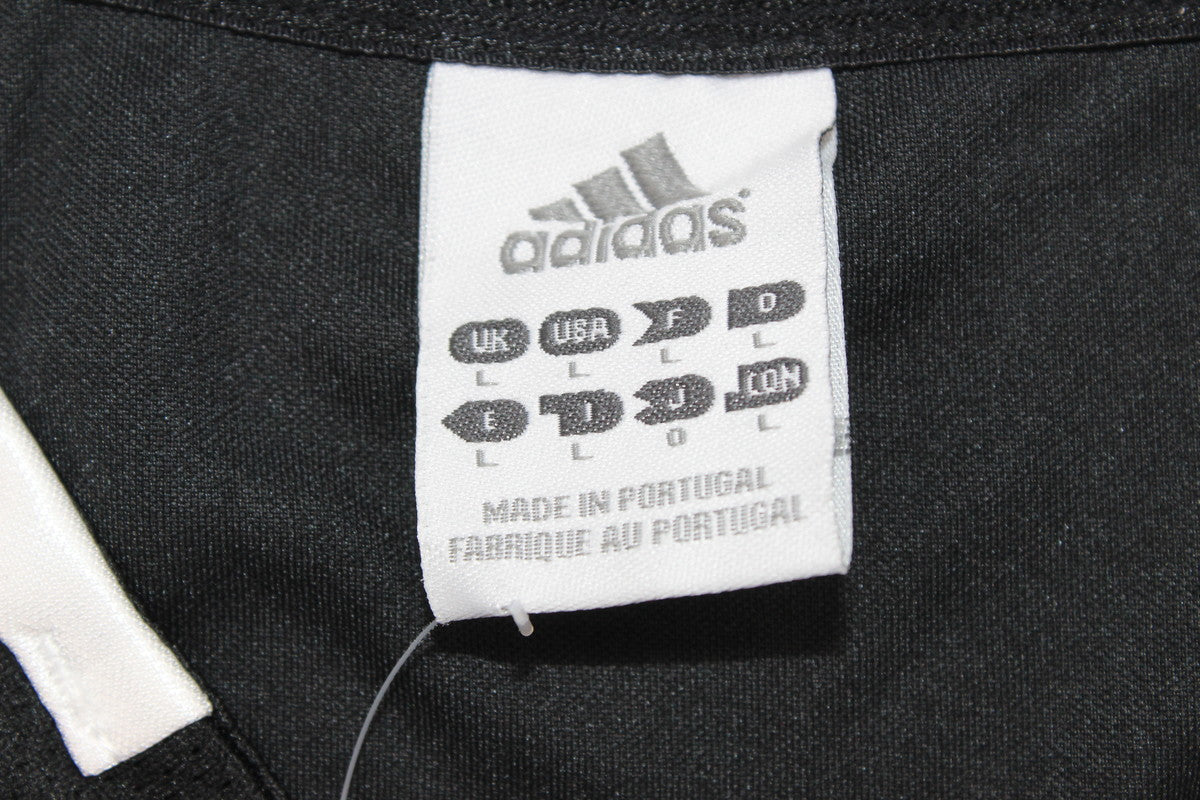 adidas
UK USA F D
L L L L
E I J CON
L L O L
MADE IN PORTUGAL
FABRIQUE AU PORTUGAL